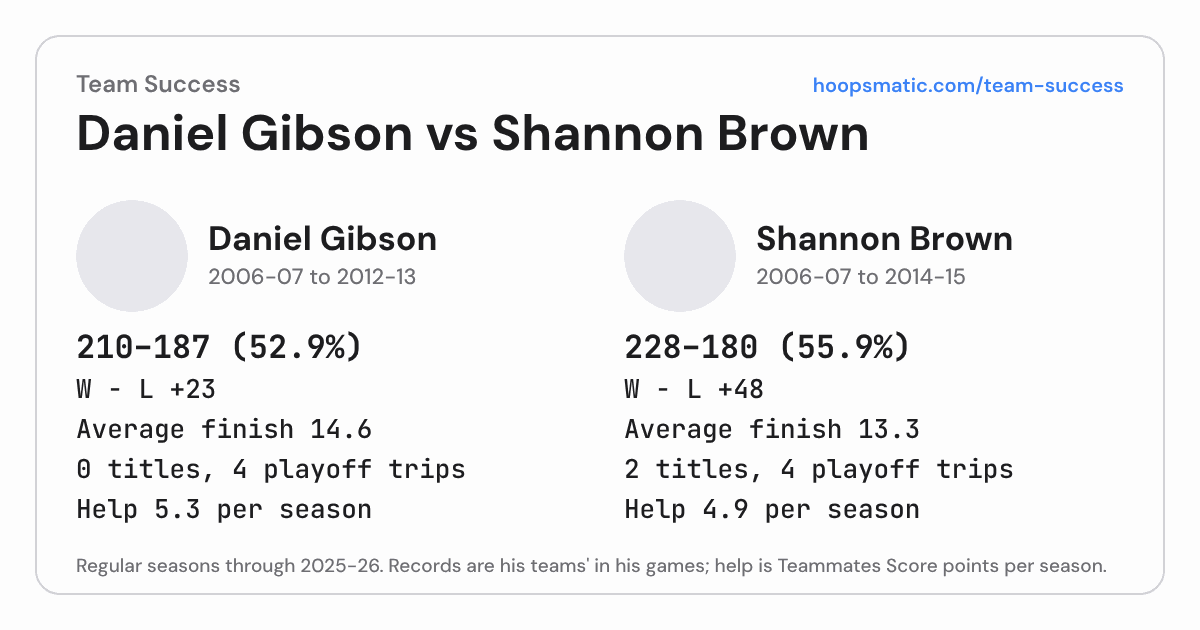 Team Success
hoopsmatic.com/team-success
Daniel Gibson vs Shannon Brown
Daniel Gibson
2006-07 to 2012-13
210-187 (52.9%)
W - L +23
Average finish 14.6
0 titles, 4 playoff trips
Help 5.3 per season
Shannon Brown
2006-07 to 2014-15
228-180 (55.9%)
W - L +48
Average finish 13.3
2 titles, 4 playoff trips
Help 4.9 per season
Regular seasons through 2025-26. Records are his teams' in his games; help is Teammates Score points per season.